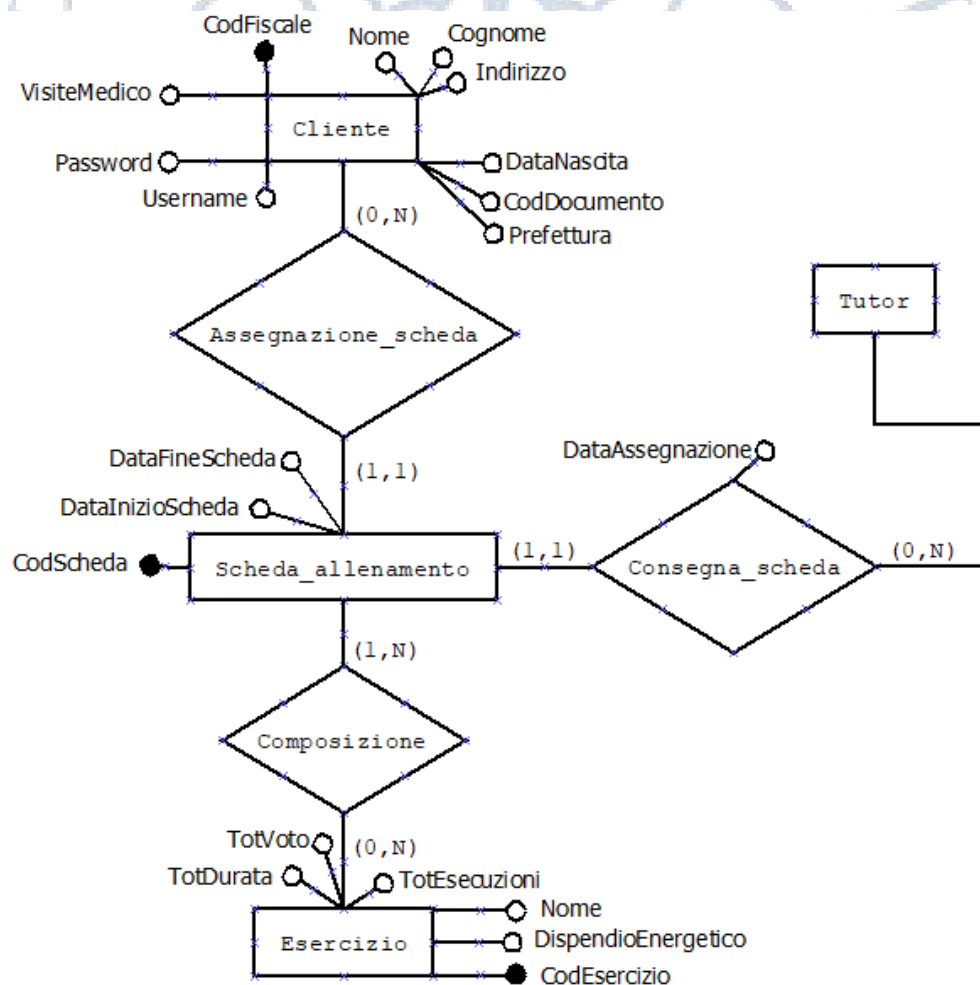 CodFiscale
Nome
Cognome
Indirizzo
VisiteMedico
Cliente
Password
DataNascita
Username
CodDocumento
(0,N)
Prefettura
Tutor
Assegnazione_scheda
DataFineScheda
(1,1)
DataAssegnazione
DataInizioScheda
CodScheda
Scheda_allenamento
(1,1)
Consegna_scheda
(0,N)
(1,N)
Composizione
TotVoto
(0,N)
TotDurata
TotEsecuzioni
Nome
Esercizio
DispendioEnergetico
CodEsercizio